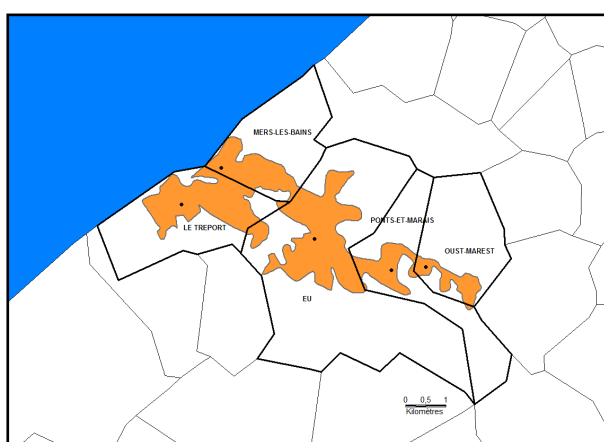 MERS-LES-BAINS
LE TREPORT
PONTS-ET-MARAIS
OUST-MAREST
EU
0 0,5 1
Kilomètres